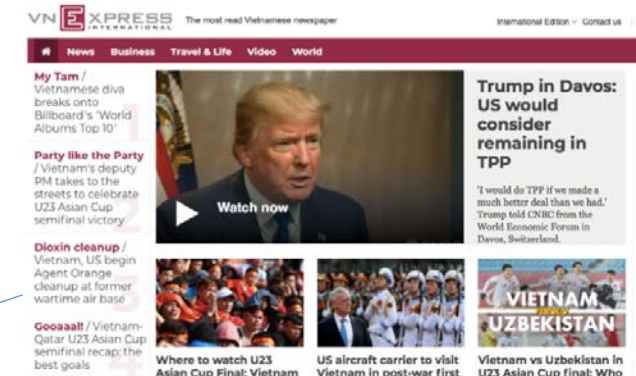 VN EXPRESS
INTERNATIONAL
The most read Vietnamese newspaper
International Edition
Contact us
News Business Travel & Life Video World
My Tam /
Vietnamese diva
breaks onto
Billboard's 'World
Albums Top 10'
1
Party like the Party
/ Vietnam's deputy
PM takes to the
streets to celebrate
U23 Asian Cup
semifinal victory
2
Dioxin cleanup /
Vietnam, US begin
Agent Orange
cleanup at former
wartime air base
3
Gooaaal! / Vietnam-
Qatar U23 Asian Cup
semifinal recap: the
best goals
4
Watch now
Trump in Davos:
US would
consider
remaining in
TPP
'I would do TPP if we made a
much better deal than we had.'
Trump told CNBC from the
World Economic Forum in
Davos, Switzerland.
Where to watch U23
Asian Cup Final: Vietnam
US aircraft carrier to visit
Vietnam in post-war first
VIETNAM
VERSUS
UZBEKISTAN
Vietnam vs Uzbekistan in
U23 Asian Cup final: Who